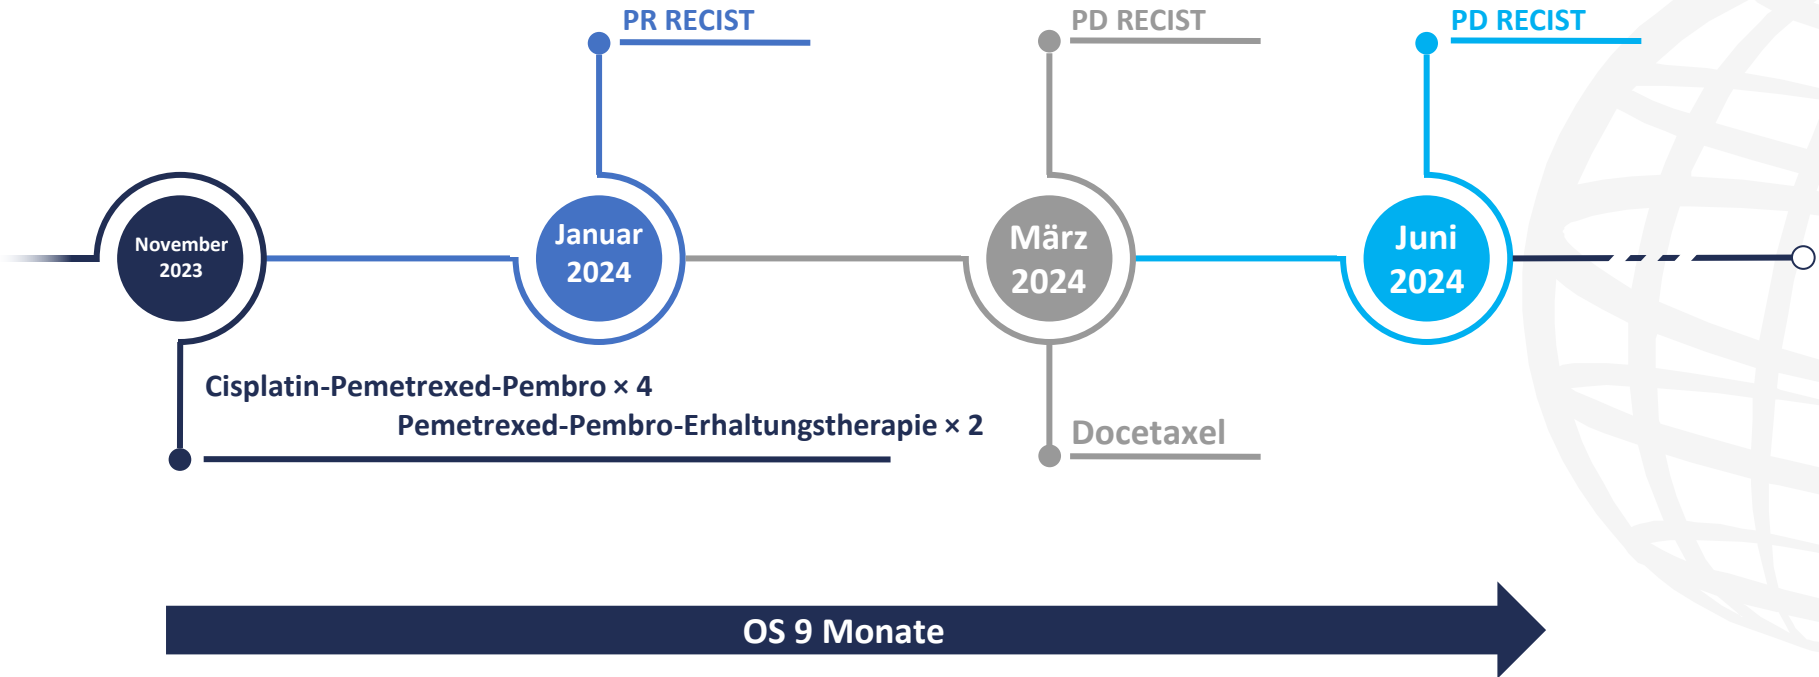 PR RECIST
PD RECIST
PD RECIST
November
2023
Januar
2024
März
2024
Juni
2024
Cisplatin-Pemetrexed-Pembro × 4
Pemetrexed-Pembro-Erhaltungstherapie × 2
Docetaxel
OS 9 Monate